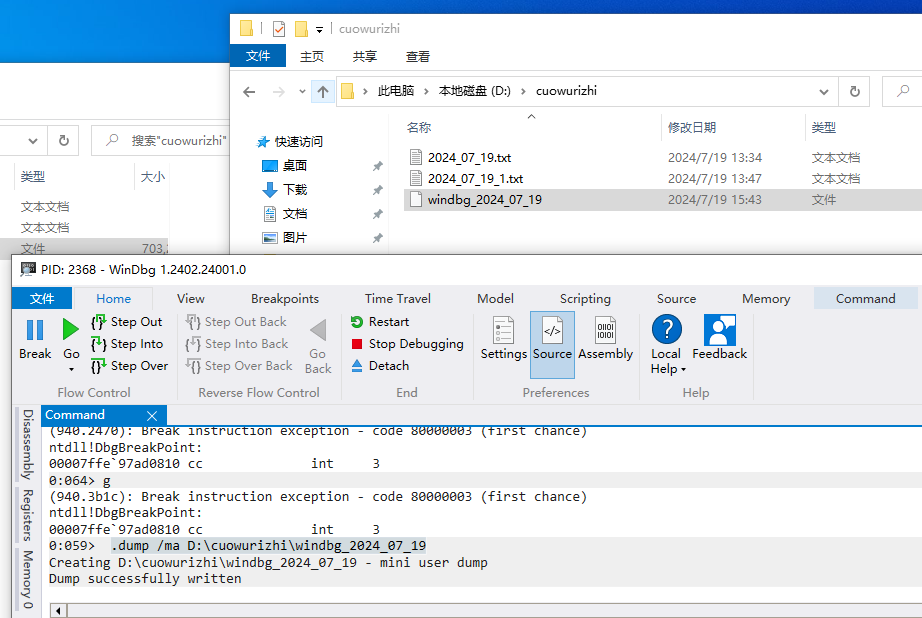 cuowurizhi
文件 主页 共享 查看
此电脑 本地磁盘 (D:) cuowurizhi
搜索"cuowurizhi"
类型 大小
文本文档
文本文档
文件 703,
快速访问
桌面
下载
文档
图片
名称 修改日期 类型
2024_07_19.txt 2024/7/19 13:34 文本文档
2024_07_19_1.txt 2024/7/19 13:47 文本文档
windbg_2024_07_19 2024/7/19 15:43 文件
PID: 2368 - WinDbg 1.2402.24001.0
文件 Home View Breakpoints Time Travel Model Scripting Source Memory Command
Break
Go
Step Out
Step Into
Step Over
Flow Control
Step Out Back
Step Into Back
Step Over Back
Go
Back
Reverse Flow Control
Restart
Stop Debugging
Detach
End
Settings Source Assembly
Preferences
Local
Help
Feedback
Help
Disassembly
Registers
Memory 0
Command
(940.2470): Break instruction exception - code 80000003 (first chance)
ntdll!DbgBreakPoint:
00007ffe`97ad0810 cc int 3
0:064> g
(940.3b1c): Break instruction exception - code 80000003 (first chance)
ntdll!DbgBreakPoint:
00007ffe`97ad0810 cc int 3
0:059> .dump /ma D:\cuowurizhi\windbg_2024_07_19
Creating D:\cuowurizhi\windbg_2024_07_19 - mini user dump
Dump successfully written